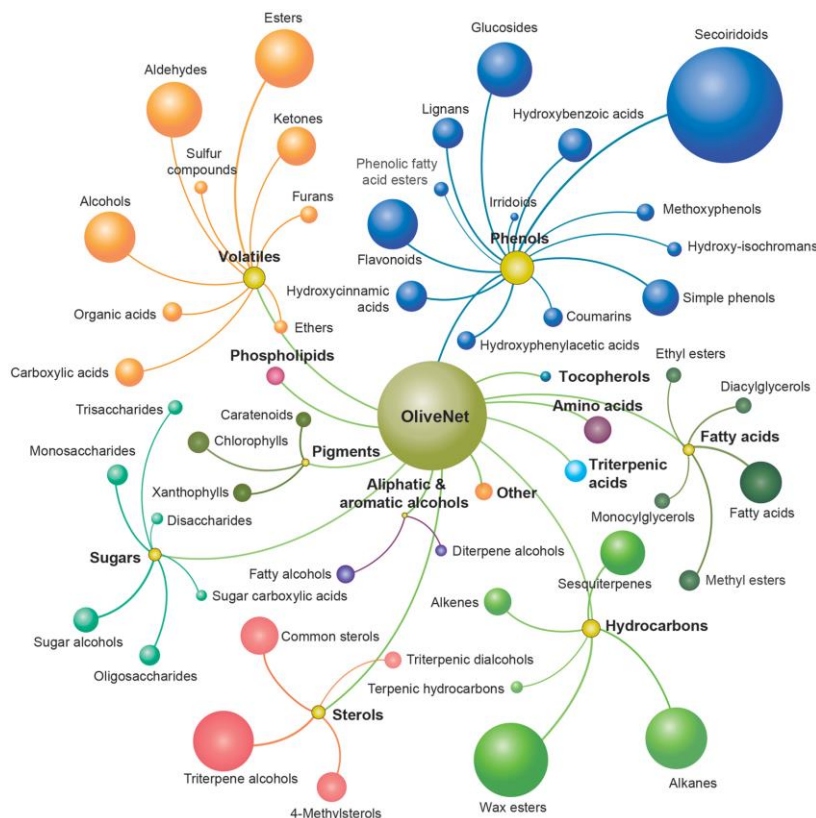 Esters
Aldehydes
Ketones
Sulfur
compounds
Furans
Alcohols
Volatiles
Organic acids
Ethers
Carboxylic acids
Glucosides
Secoiridoids
Lignans
Hydroxybenzoic acids
Phenolic fatty
acid esters
Irridoids
Methoxyphenols
Phenols
Hydroxy-isochromans
Flavonoids
Hydroxycinnamic
acids
Simple phenols
Coumarins
Hydroxyphenylacetic acids
Phospholipids
OliveNet
Tocopherols
Amino acids
Triterpenic
acids
Other
Ethyl esters
Diacylglycerols
Fatty acids
Fatty acids
Monocylglycerols
Methyl esters
Caratenoids
Chlorophylls
Pigments
Xanthophylls
Aliphatic &
aromatic alcohols
Diterpene alcohols
Fatty alcohols
Trisaccharides
Monosaccharides
Disaccharides
Sugars
Sugar carboxylic acids
Sugar alcohols
Oligosaccharides
Common sterols
Triterpenic dialcohols
Sterols
Triterpene alcohols
4-Methylsterols
Sesquiterpenes
Alkenes
Hydrocarbons
Terpenic hydrocarbons
Wax esters
Alkanes